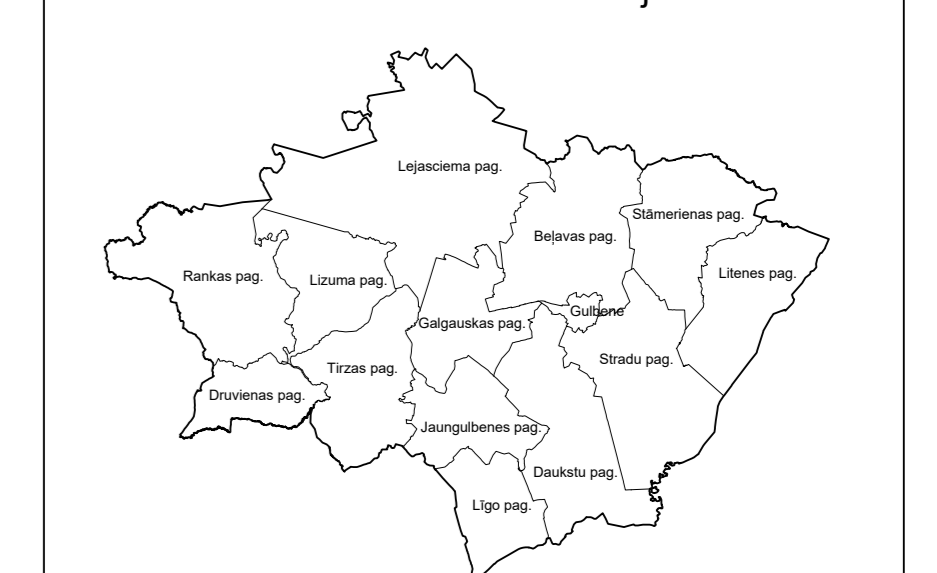 Lejasciema pag.
Stāmerienas pag.
Beļavas pag.
Rankas pag.
Lizuma pag.
Litenes pag.
Galgauskas pag.
Gulbene
Stradu pag.
Tirzas pag.
Druvienas pag.
Jaungulbenes pag.
Daukstu pag.
Līgo pag.